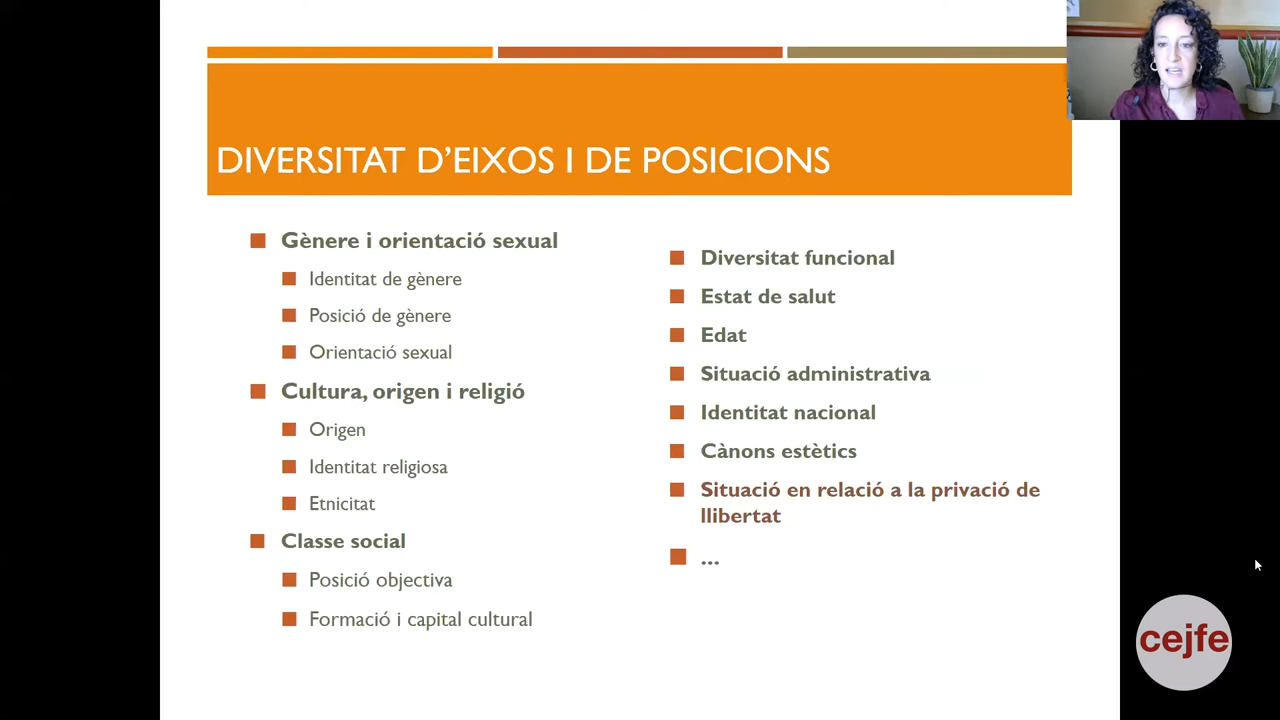 DIVERSITAT D'EIXOS I DE POSICIONS
Gènere i orientació sexual
Identitat de gènere
Posició de gènere
Orientació sexual
Cultura, origen i religió
Origen
Identitat religiosa
Etnicitat
Classe social
Posició objectiva
Formació i capital cultural
Diversitat funcional
Estat de salut
Edat
Situació administrativa
Identitat nacional
Cànons estètics
Situació en relació a la privació de
llibertat
...
cejfe